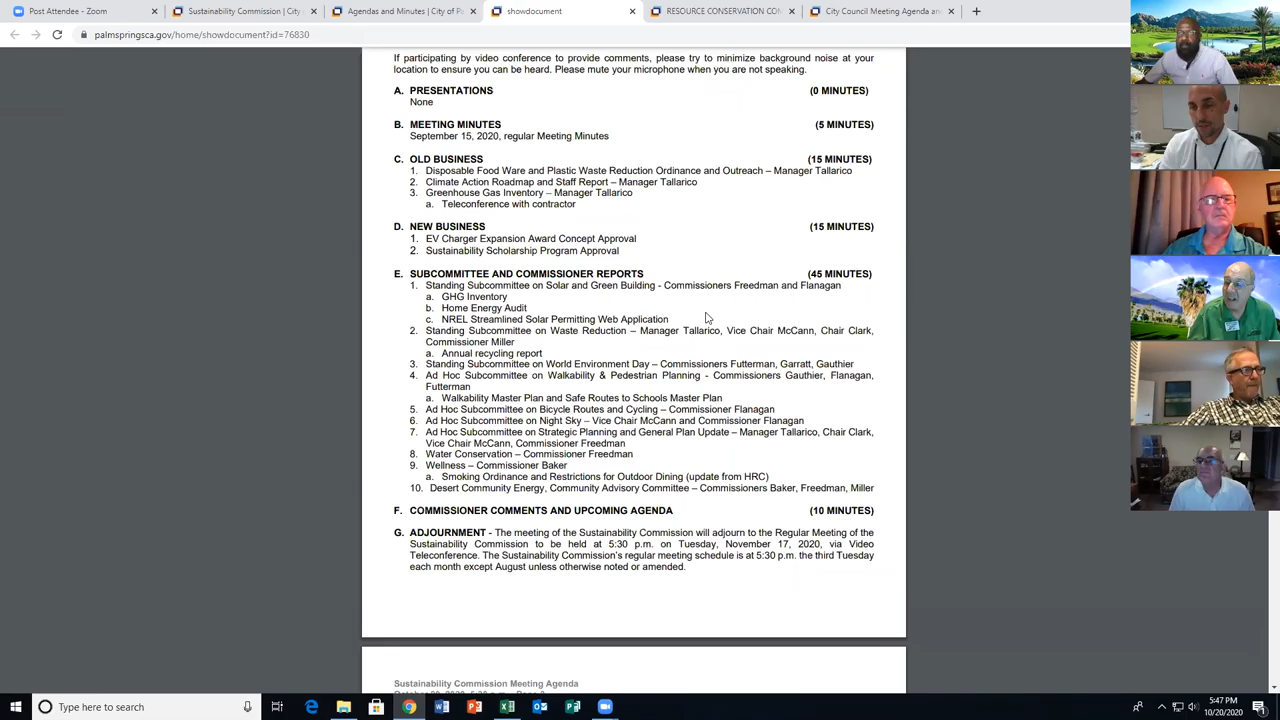 Post Attendee - Zoom
Sustainability Commission | City
Agendas and Minutes | City of Pa
showdocument
RESOURCE CONSERVATION COM
City Council Meeting Agenda an
palmspringsca.gov/home/showdocument?id=76830
If participating by video conference to provide comments, please try to minimize background noise at your
location to ensure you can be heard. Please mute your microphone when you are not speaking.
A. PRESENTATIONS (0 MINUTES)
None
B. MEETING MINUTES (5 MINUTES)
September 15, 2020, regular Meeting Minutes
C. OLD BUSINESS (15 MINUTES)
1. Disposable Food Ware and Plastic Waste Reduction Ordinance and Outreach – Manager Tallarico
2. Climate Action Roadmap and Staff Report – Manager Tallarico
3. Greenhouse Gas Inventory – Manager Tallarico
a. Teleconference with contractor
D. NEW BUSINESS (15 MINUTES)
1. EV Charger Expansion Award Concept Approval
2. Sustainability Scholarship Program Approval
E. SUBCOMMITTEE AND COMMISSIONER REPORTS (45 MINUTES)
1. Standing Subcommittee on Solar and Green Building - Commissioners Freedman and Flanagan
a. GHG Inventory
b. Home Energy Audit
c. NREL Streamlined Solar Permitting Web Application
2. Standing Subcommittee on Waste Reduction – Manager Tallarico, Vice Chair McCann, Chair Clark,
Commissioner Miller
a. Annual recycling report
3. Standing Subcommittee on World Environment Day – Commissioners Futterman, Garratt, Gauthier
4. Ad Hoc Subcommittee on Walkability & Pedestrian Planning - Commissioners Gauthier, Flanagan,
Futterman
a. Walkability Master Plan and Safe Routes to Schools Master Plan
5. Ad Hoc Subcommittee on Bicycle Routes and Cycling – Commissioner Flanagan
6. Ad Hoc Subcommittee on Night Sky – Vice Chair McCann and Commissioner Flanagan
7. Ad Hoc Subcommittee on Strategic Planning and General Plan Update – Manager Tallarico, Chair Clark,
Vice Chair McCann, Commissioner Freedman
8. Water Conservation – Commissioner Freedman
9. Wellness – Commissioner Baker
a. Smoking Ordinance and Restrictions for Outdoor Dining (update from HRC)
10. Desert Community Energy, Community Advisory Committee – Commissioners Baker, Freedman, Miller
F. COMMISSIONER COMMENTS AND UPCOMING AGENDA (10 MINUTES)
G. ADJOURNMENT - The meeting of the Sustainability Commission will adjourn to the Regular Meeting of the
Sustainability Commission to be held at 5:30 p.m. on Tuesday, November 17, 2020, via Video
Teleconference. The Sustainability Commission's regular meeting schedule is at 5:30 p.m. the third Tuesday
each month except August unless otherwise noted or amended.
Sustainability Commission Meeting Agenda
Type here to search
5:47 PM
10/20/2020